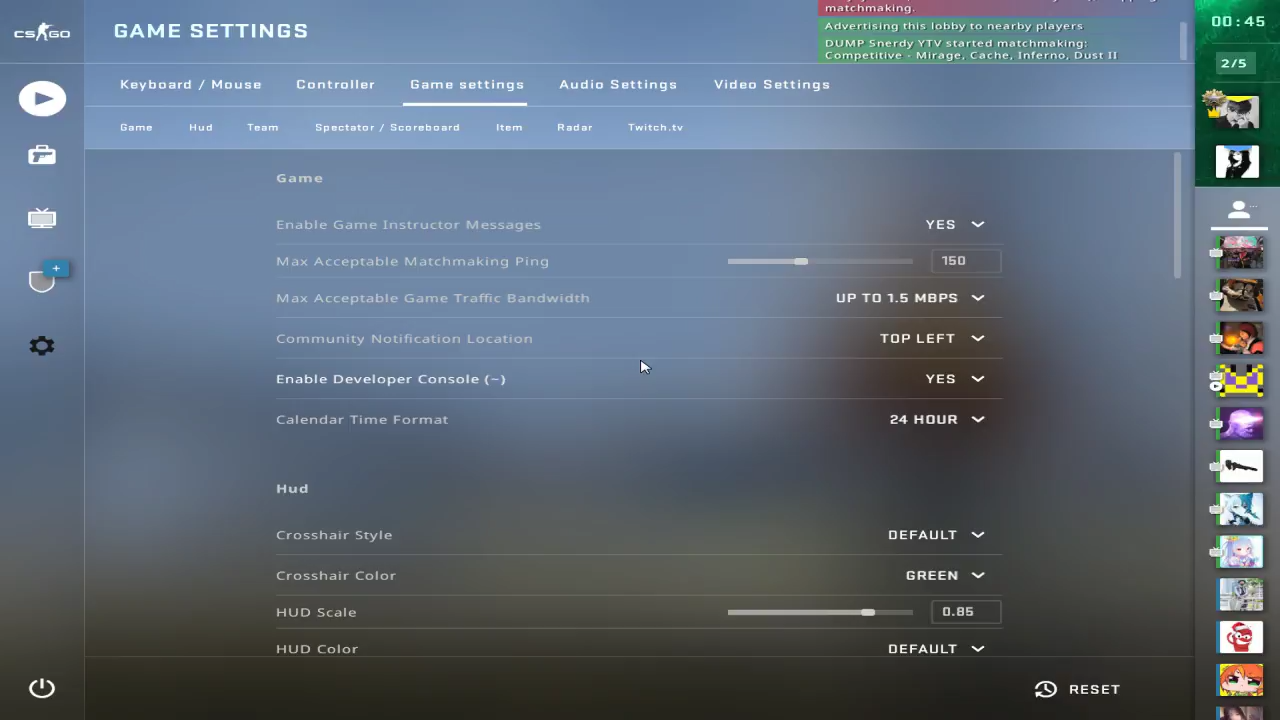 CS:GO
GAME SETTINGS
matchmaking.
Advertising this lobby to nearby players
DUMP Snerdy YTV started matchmaking:
Competitive - Mirage, Cache, Inferno, Dust II
00:45
2/5
Keyboard / Mouse
Controller
Game settings
Audio Settings
Video Settings
Game
Hud
Team
Spectator / Scoreboard
Item
Radar
Twitch.tv
Game
Enable Game Instructor Messages
YES
Max Acceptable Matchmaking Ping
150
Max Acceptable Game Traffic Bandwidth
UP TO 1.5 MBPS
Community Notification Location
TOP LEFT
Enable Developer Console (~)
YES
Calendar Time Format
24 HOUR
Hud
Crosshair Style
DEFAULT
Crosshair Color
GREEN
HUD Scale
0.85
HUD Color
DEFAULT
RESET